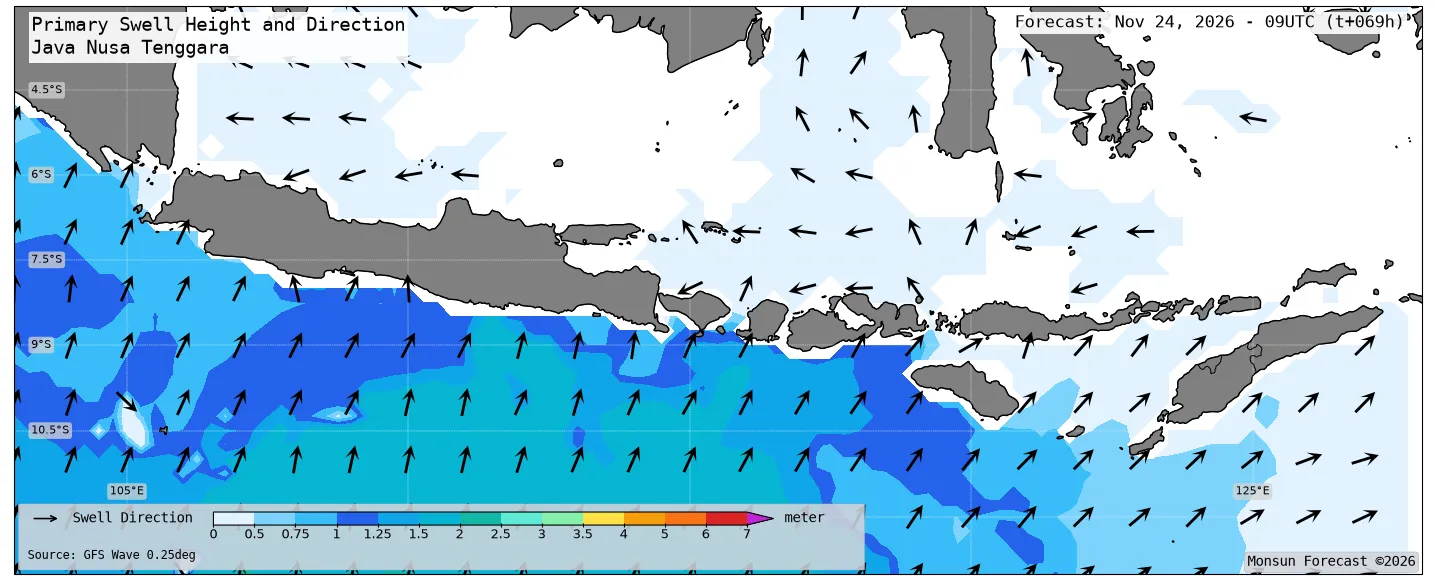 Primary Swell Height and Direction
Java Nusa Tenggara
Forecast: Nov 24, 2026 - 09UTC (t+069h)
4.5°S
6°S
7.5°S
9°S
10.5°S
105°E
125°E
Swell Direction
0 0.5 0.75 1 1.25 1.5 2 2.5 3 3.5 4 5 6 7
meter
Source: GFS Wave 0.25deg
Monsun Forecast ©2026